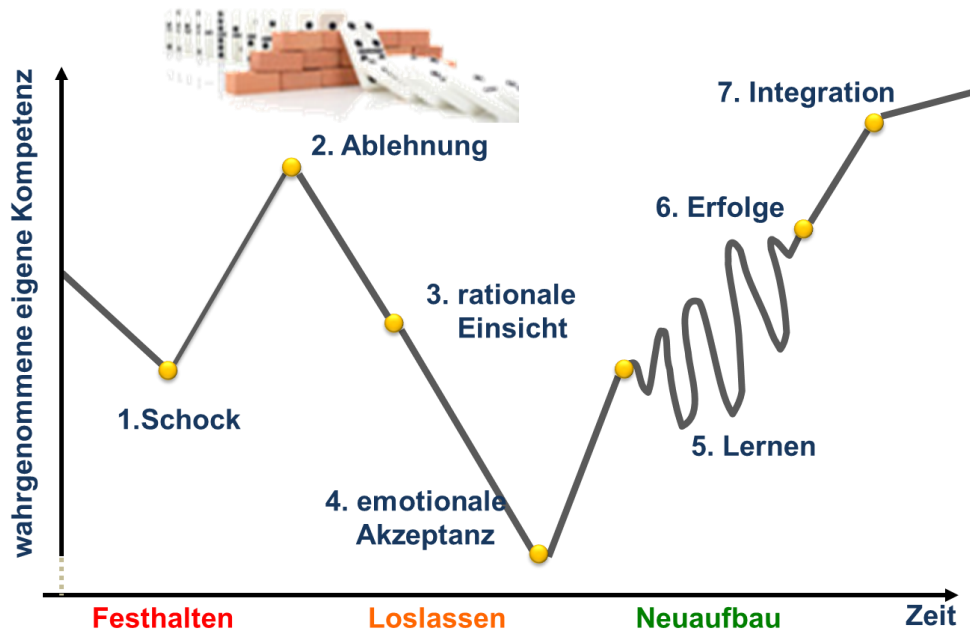 wahrgenommene eigene Kompetenz
7. Integration
2. Ablehnung
6. Erfolge
3. rationale
Einsicht
1.Schock
5. Lernen
4. emotionale
Akzeptanz
Festhalten
Loslassen
Neuaufbau
Zeit